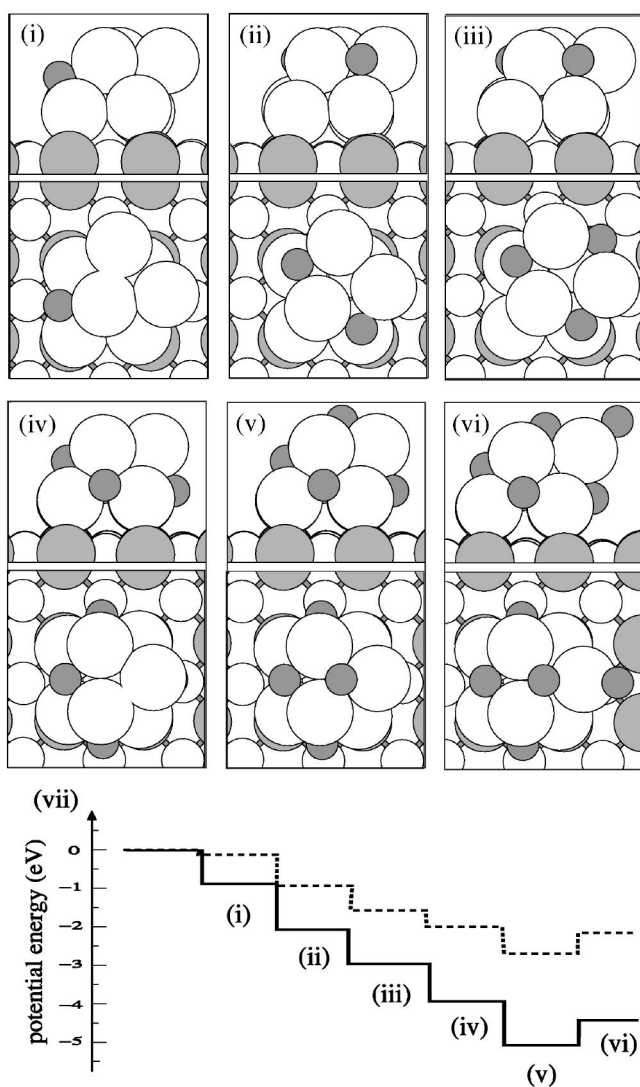 (i)
(ii)
(iii)
(iv)
(v)
(vi)
(vii)
potential energy (eV)
0
−1
−2
−3
−4
−5
(i)
(ii)
(iii)
(iv)
(v)
(vi)